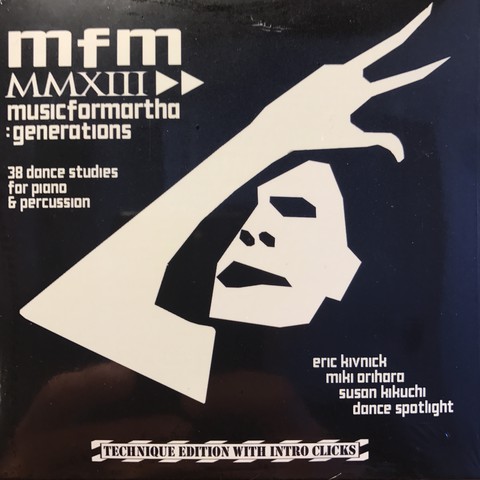 mfm
MMXIII
musicformartha
:generations
38 dance studies
for piano
& percussion
eric kivnick
miki orihara
susan kikuchi
dance spotlight
TECHNIQUE EDITION WITH INTRO CLICKS